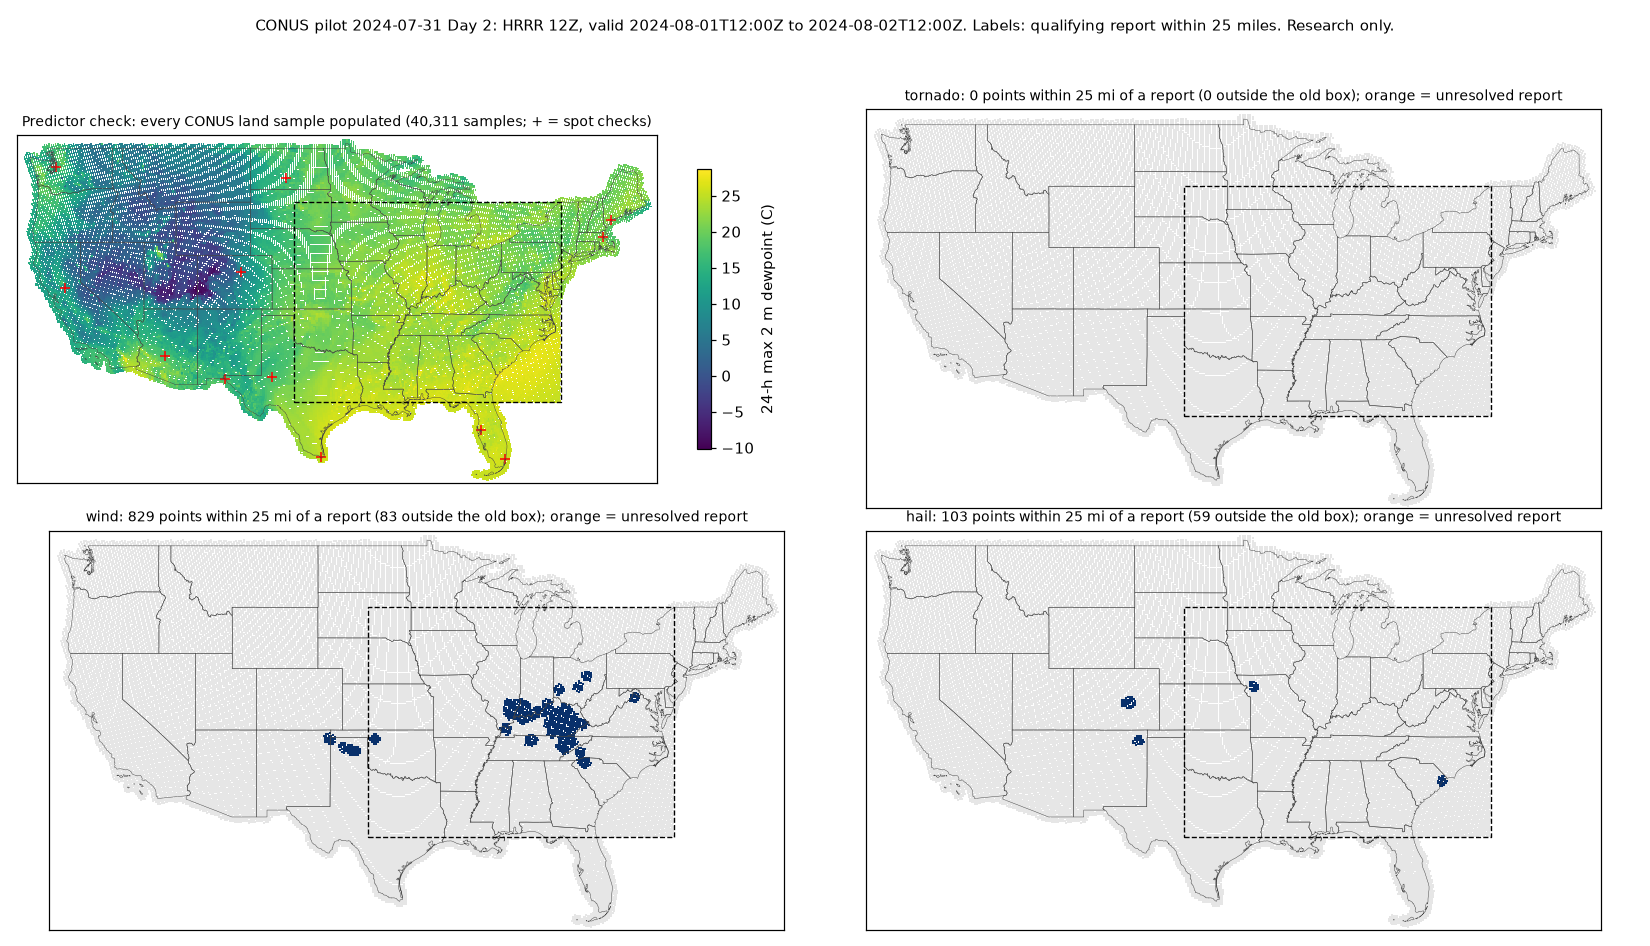 CONUS pilot 2024-07-31 Day 2: HRRR 12Z, valid 2024-08-01T12:00Z to 2024-08-02T12:00Z. Labels: qualifying report within 25 miles. Research only.
Predictor check: every CONUS land sample populated (40,311 samples; + = spot checks)
25
20
15
10
5
0
−5
−10
24-h max 2 m dewpoint (C)
tornado: 0 points within 25 mi of a report (0 outside the old box); orange = unresolved report
wind: 829 points within 25 mi of a report (83 outside the old box); orange = unresolved report
hail: 103 points within 25 mi of a report (59 outside the old box); orange = unresolved report